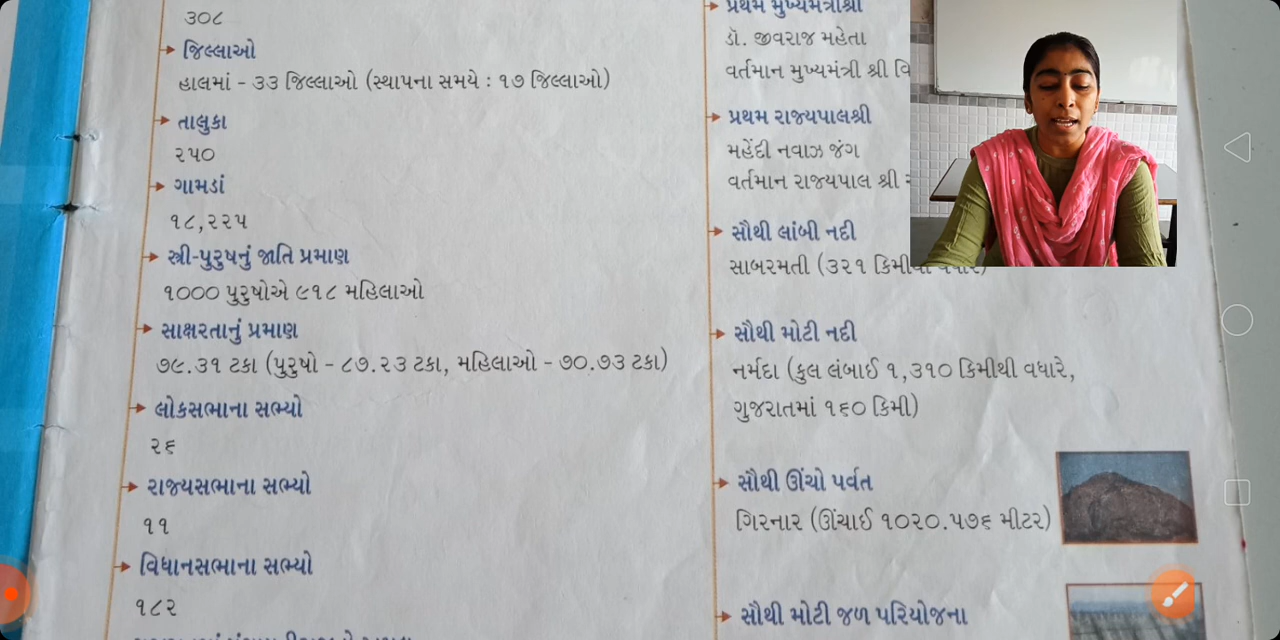 ૩૦૮
જિલ્લાઓ
હાલમાં - ૩૩ જિલ્લાઓ (સ્થાપના સમયે : ૧૭ જિલ્લાઓ)
તાલુકા
૨૫૦
ગામડાં
૧૮,૨૨૫
સ્ત્રી-પુરુષનું જાતિ પ્રમાણ
૧૦૦૦ પુરુષોએ ૯૧૮ મહિલાઓ
સાક્ષરતાનું પ્રમાણ
૭૯.૩૧ ટકા (પુરુષો - ૮૭.૨૩ ટકા, મહિલાઓ - ૭૦.૭૩ ટકા)
લોકસભાના સભ્યો
૨૬
રાજ્યસભાના સભ્યો
૧૧
વિધાનસભાના સભ્યો
૧૮૨
પ્રથમ મુખ્યમંત્રીશ્રી
ડૉ. જીવરાજ મહેતા
વર્તમાન મુખ્યમંત્રી શ્રી
પ્રથમ રાજ્યપાલશ્રી
મહેંદી નવાઝ જંગ
વર્તમાન રાજ્યપાલ શ્રી
સૌથી લાંબી નદી
સાબરમતી (૩૨૧
સૌથી મોટી નદી
નર્મદા (કુલ લંબાઈ ૧,૩૧૦ કિમીથી વધારે,
ગુજરાતમાં ૧૬૦ કિમી)
સૌથી ઊંચો પર્વત
ગિરનાર (ઊંચાઈ ૧૦૨૦.૫૭૬ મીટર)
સૌથી મોટી જળ પરિયોજના